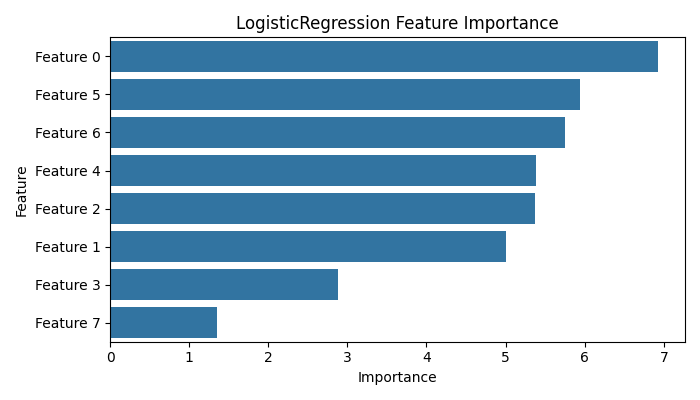 LogisticRegression Feature Importance
Feature
Feature 0
Feature 5
Feature 6
Feature 4
Feature 2
Feature 1
Feature 3
Feature 7
0 1 2 3 4 5 6 7
Importance